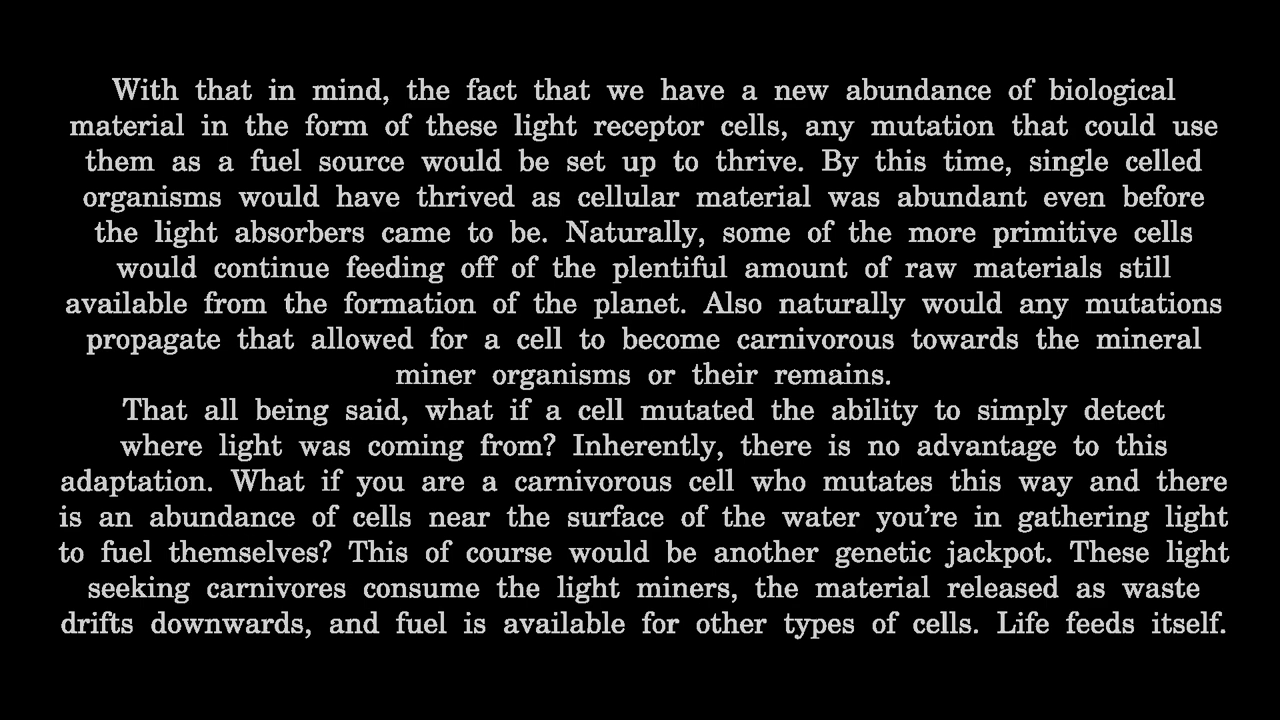 With that in mind, the fact that we have a new abundance of biological
material in the form of these light receptor cells, any mutation that could use
them as a fuel source would be set up to thrive. By this time, single celled
organisms would have thrived as cellular material was abundant even before
the light absorbers came to be. Naturally, some of the more primitive cells
would continue feeding off of the plentiful amount of raw materials still
available from the formation of the planet. Also naturally would any mutations
propagate that allowed for a cell to become carnivorous towards the mineral
miner organisms or their remains.
That all being said, what if a cell mutated the ability to simply detect
where light was coming from? Inherently, there is no advantage to this
adaptation. What if you are a carnivorous cell who mutates this way and there
is an abundance of cells near the surface of the water you're in gathering light
to fuel themselves? This of course would be another genetic jackpot. These light
seeking carnivores consume the light miners, the material released as waste
drifts downwards, and fuel is available for other types of cells. Life feeds itself.